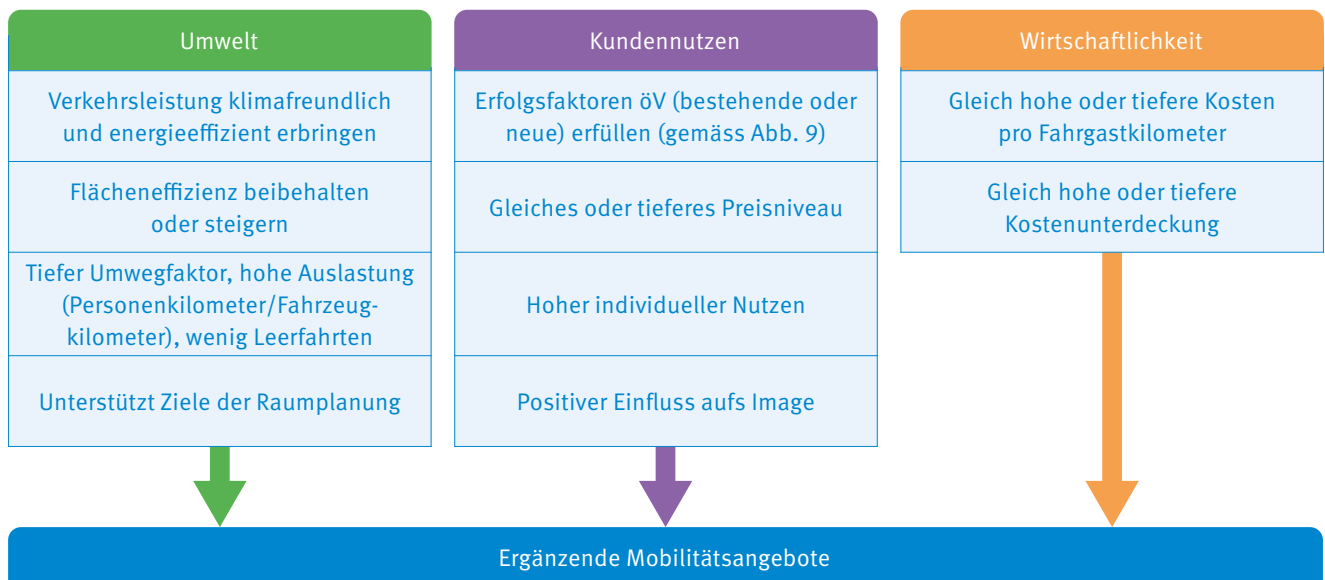 Umwelt
Verkehrsleistung klimafreundlich
und energieeffizient erbringen
Flächeneffizienz beibehalten
oder steigern
Tiefer Umwegfaktor, hohe Auslastung
(Personenkilometer/Fahrzeug-
kilometer), wenig Leerfahrten
Unterstützt Ziele der Raumplanung
Kundennutzen
Erfolgsfaktoren öV (bestehende oder
neue) erfüllen (gemäss Abb. 9)
Gleiches oder tieferes Preisniveau
Hoher individueller Nutzen
Positiver Einfluss aufs Image
Wirtschaftlichkeit
Gleich hohe oder tiefere Kosten
pro Fahrgastkilometer
Gleich hohe oder tiefere
Kostenunterdeckung
Ergänzende Mobilitätsangebote